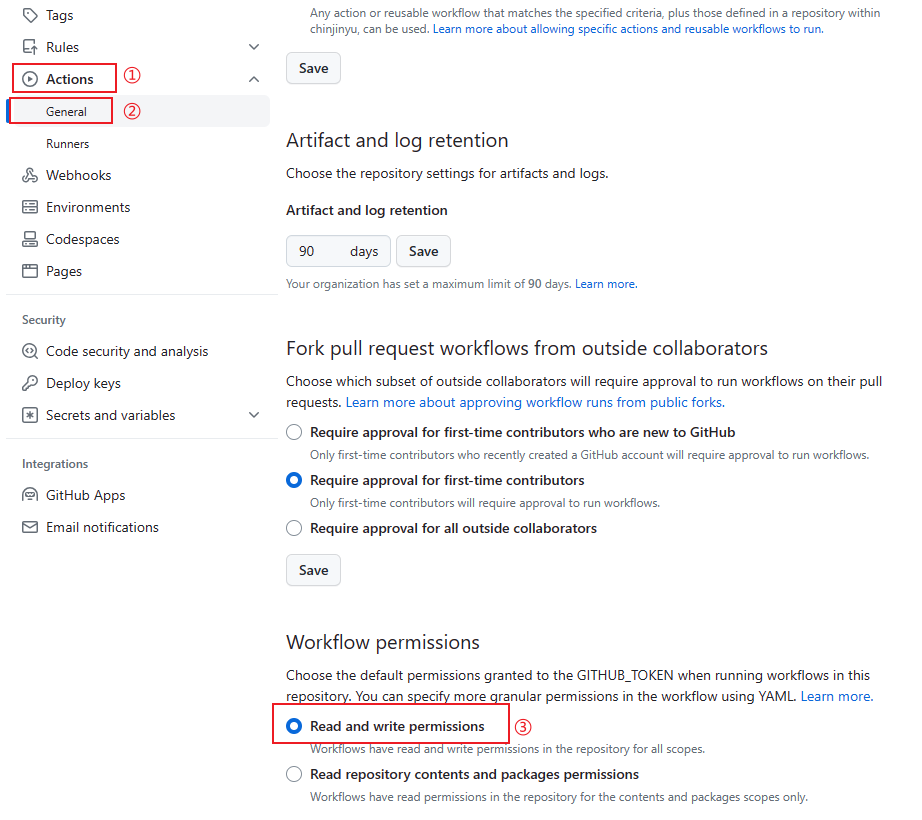 Tags
Rules
Actions ①
General ②
Runners
Webhooks
Environments
Codespaces
Pages
Security
Code security and analysis
Deploy keys
Secrets and variables
Integrations
GitHub Apps
Email notifications
Any action or reusable workflow that matches the specified criteria, plus those defined in a repository within
chinjinyu, can be used. Learn more about allowing specific actions and reusable workflows to run.
Save
Artifact and log retention
Choose the repository settings for artifacts and logs.
Artifact and log retention
90 days Save
Your organization has set a maximum limit of 90 days. Learn more.
Fork pull request workflows from outside collaborators
Choose which subset of outside collaborators will require approval to run workflows on their pull
requests. Learn more about approving workflow runs from public forks.
Require approval for first-time contributors who are new to GitHub
Only first-time contributors who recently created a GitHub account will require approval to run workflows.
Require approval for first-time contributors
Only first-time contributors will require approval to run workflows.
Require approval for all outside collaborators
Save
Workflow permissions
Choose the default permissions granted to the GITHUB_TOKEN when running workflows in this
repository. You can specify more granular permissions in the workflow using YAML. Learn more.
Read and write permissions ③
Workflows have read and write permissions in the repository for all scopes.
Read repository contents and packages permissions
Workflows have read permissions in the repository for the contents and packages scopes only.